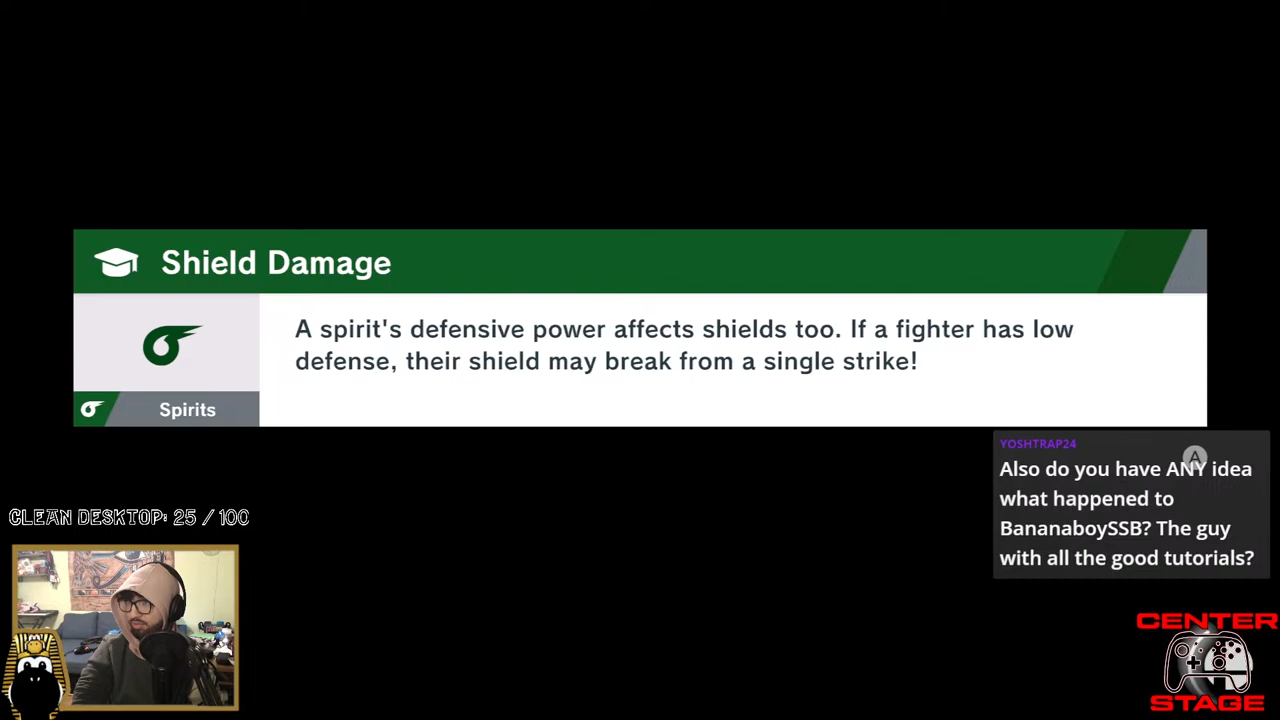 Shield Damage
A spirit's defensive power affects shields too. If a fighter has low
defense, their shield may break from a single strike!
Spirits
YOSHTRAP24
A
Also do you have ANY idea
what happened to
BananaboySSB? The guy
with all the good tutorials?
CLEAN DESKTOP: 25 / 100
CENTER
STAGE